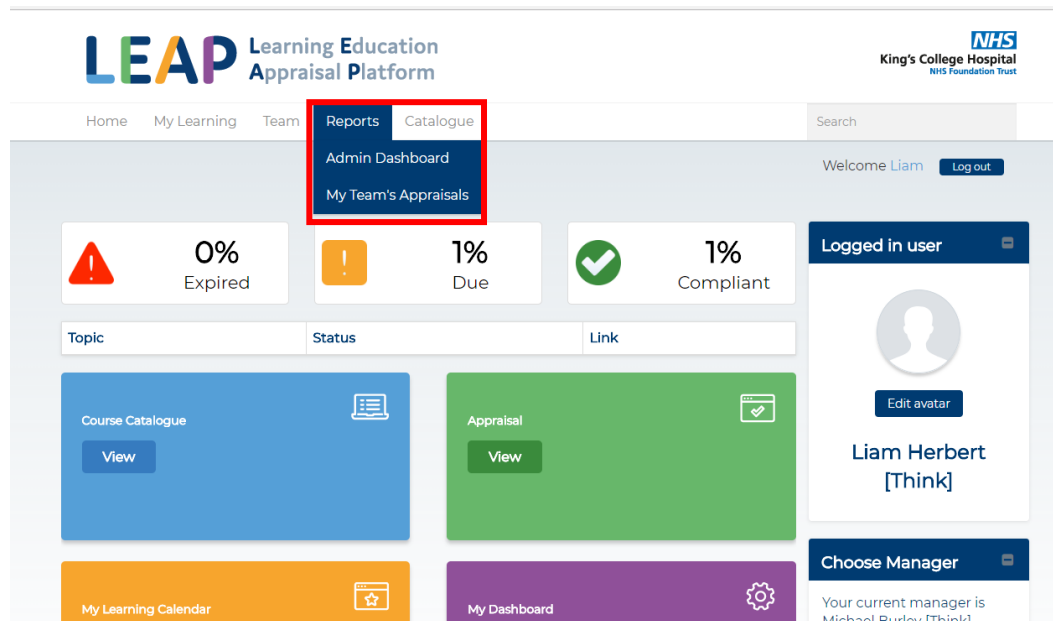 LEAP Learning Education
Appraisal Platform
NHS
King's College Hospital
NHS Foundation Trust
Home My Learning Team Reports Catalogue Search
Admin Dashboard
My Team's Appraisals
Welcome Liam Log out
! 0% ! 1% 1%
Expired Due Compliant
Topic Status Link
Course Catalogue
View
Appraisal
View
My Learning Calendar
My Dashboard
Logged in user
Edit avatar
Liam Herbert
[Think]
Choose Manager
Your current manager is
Michael Burley [Think]